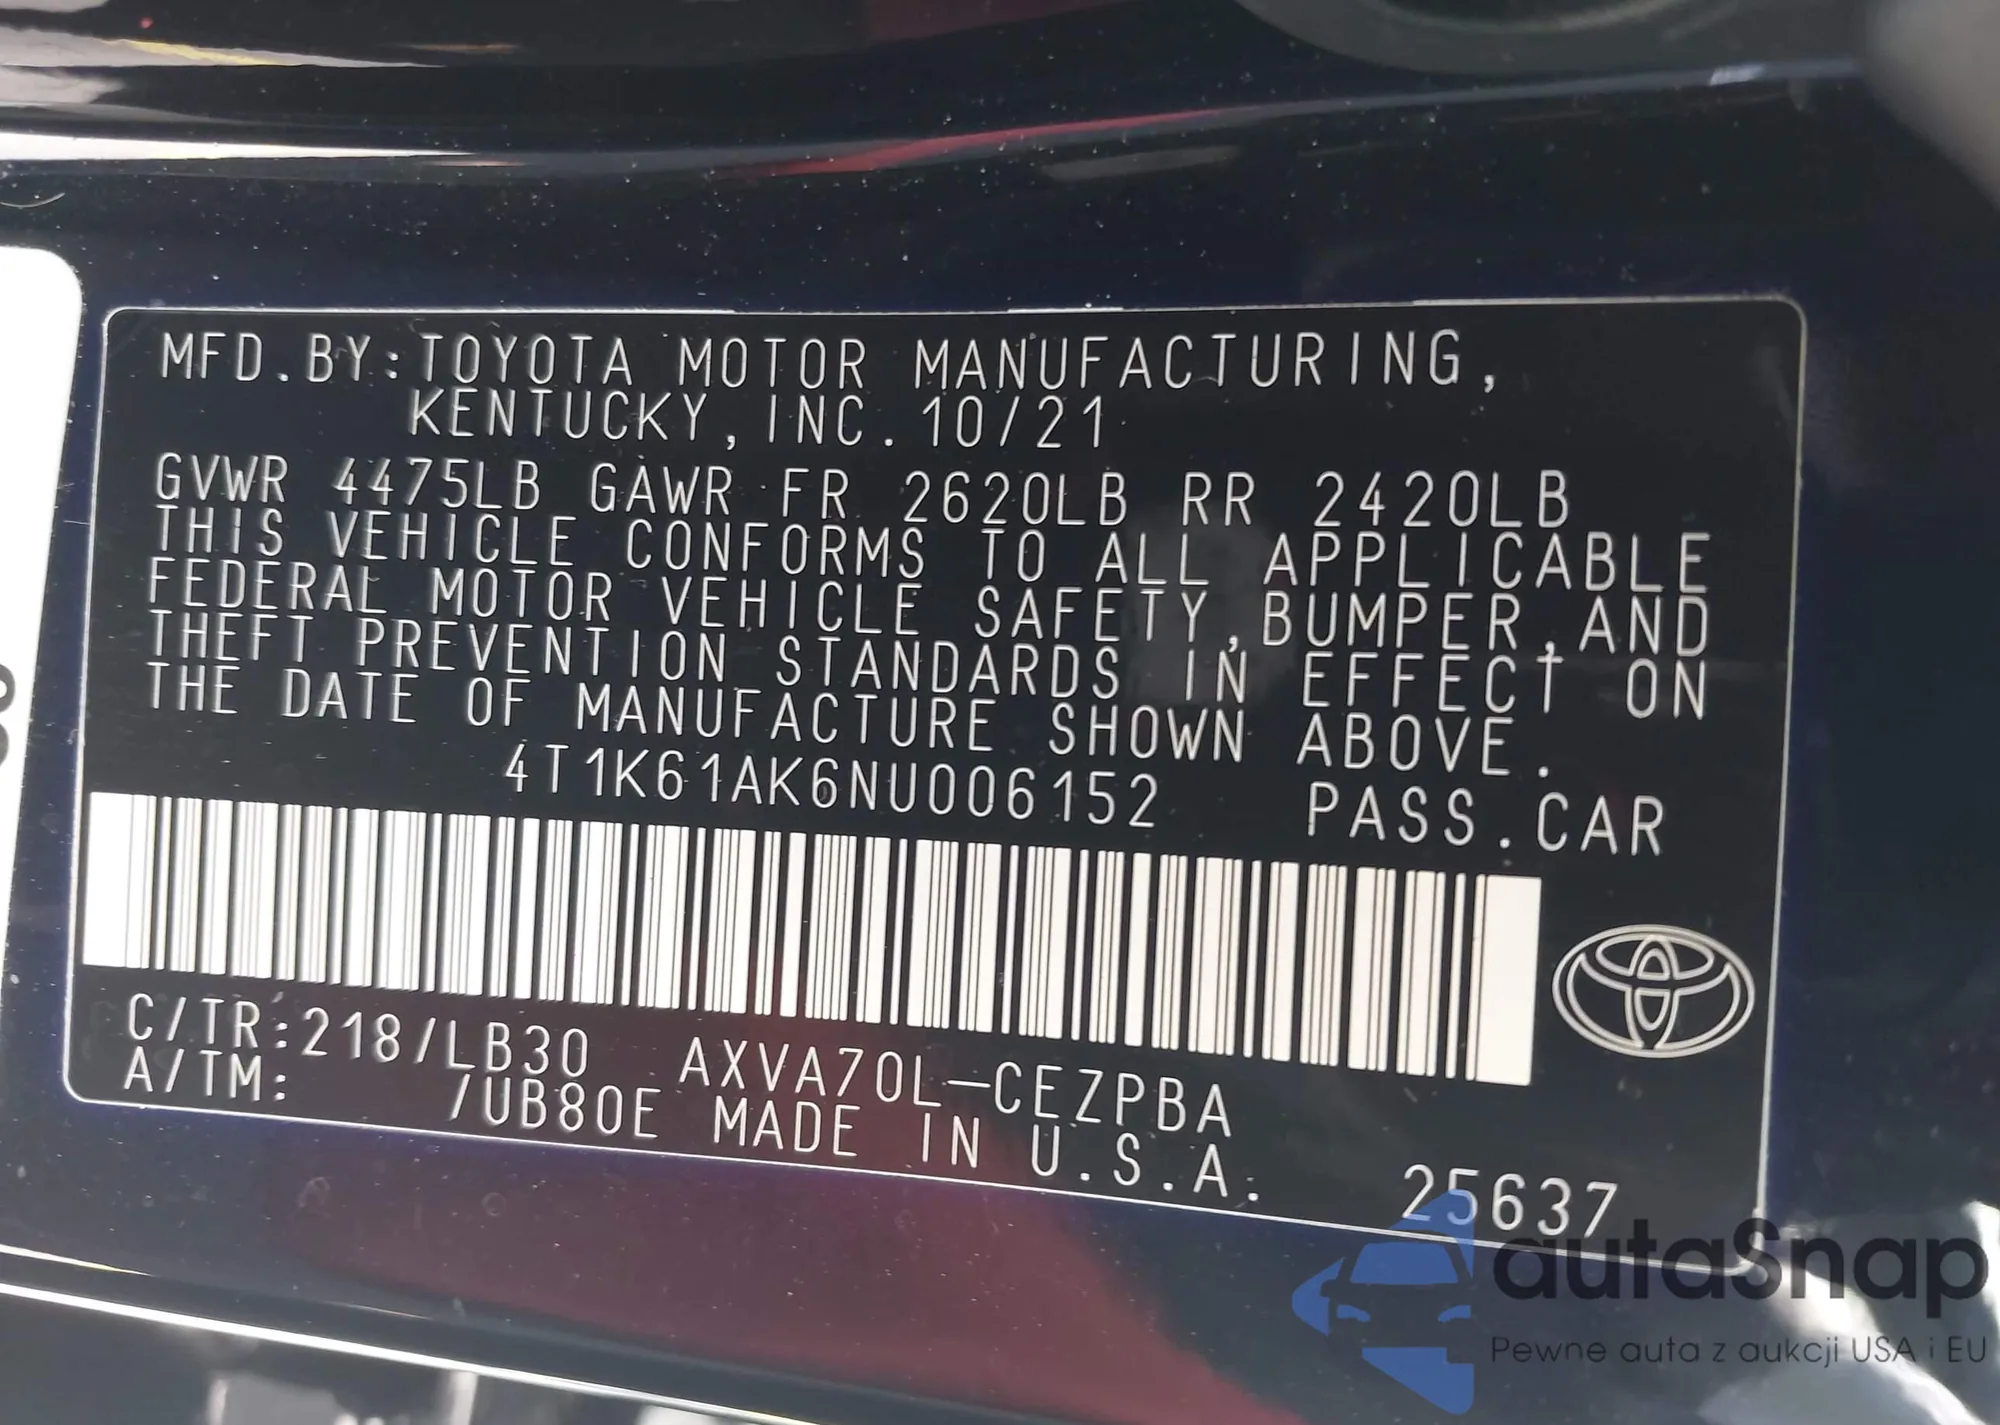 MFD.BY:TOYOTA MOTOR MANUFACTURING,
KENTUCKY, INC. 10/21
GVWR 4475LB GAWR FR 2620LB RR 2420LB
THIS VEHICLE CONFORMS TO ALL APPLICABLE
FEDERAL MOTOR VEHICLE SAFETY,BUMPER,AND
THEFT PREVENTION STANDARDS IN EFFECT ON
THE DATE OF MANUFACTURE SHOWN ABOVE.
4T1K61AK6NU006152 PASS.CAR
C/TR:218/LB30 AXVA70L-CEZPBA
A/TM: /UB80E MADE IN U.S.A.
25637
autaSnap
Pewne auta z aukcji USA i EU